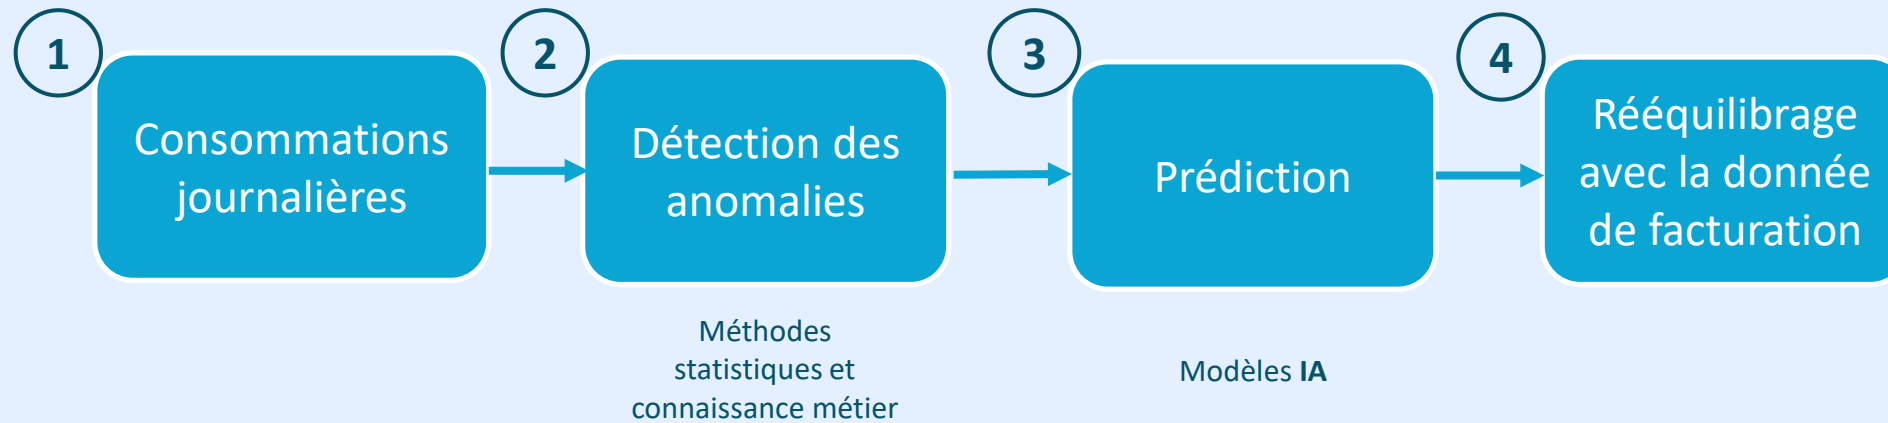 1
Consommations
journalières
2
Détection des
anomalies
Méthodes
statistiques et
connaissance métier
3
Prédiction
Modèles IA
4
Rééquilibrage
avec la donnée
de facturation